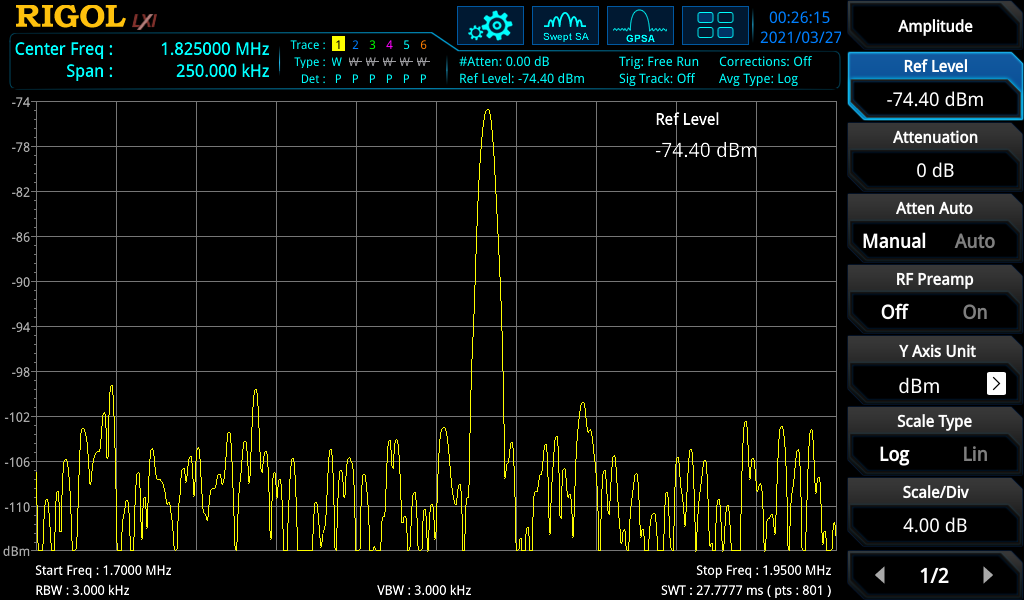 RIGOL LXI
Swept SA
GPSA
00:26:15
2021/03/27
Center Freq : 1.825000 MHz
Span : 250.000 kHz
Trace : 1 2 3 4 5 6
Type : W W W W W W
Det : P P P P P P
#Atten: 0.00 dB
Ref Level: -74.40 dBm
Trig: Free Run
Sig Track: Off
Corrections: Off
Avg Type: Log
-74
-78
-82
-86
-90
-94
-98
-102
-106
-110
dBm
Ref Level
-74.40 dBm
Start Freq : 1.7000 MHz
Stop Freq : 1.9500 MHz
RBW : 3.000 kHz
VBW : 3.000 kHz
SWT : 27.7777 ms ( pts : 801 )
Amplitude
Ref Level
-74.40 dBm
Attenuation
0 dB
Atten Auto
Manual Auto
RF Preamp
Off On
Y Axis Unit
dBm
Scale Type
Log Lin
Scale/Div
4.00 dB
1/2